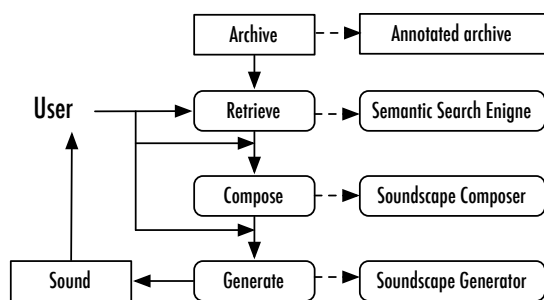 Archive
Annotated archive
User
Retrieve
Semantic Search Enigne
Compose
Soundscape Composer
Sound
Generate
Soundscape Generator